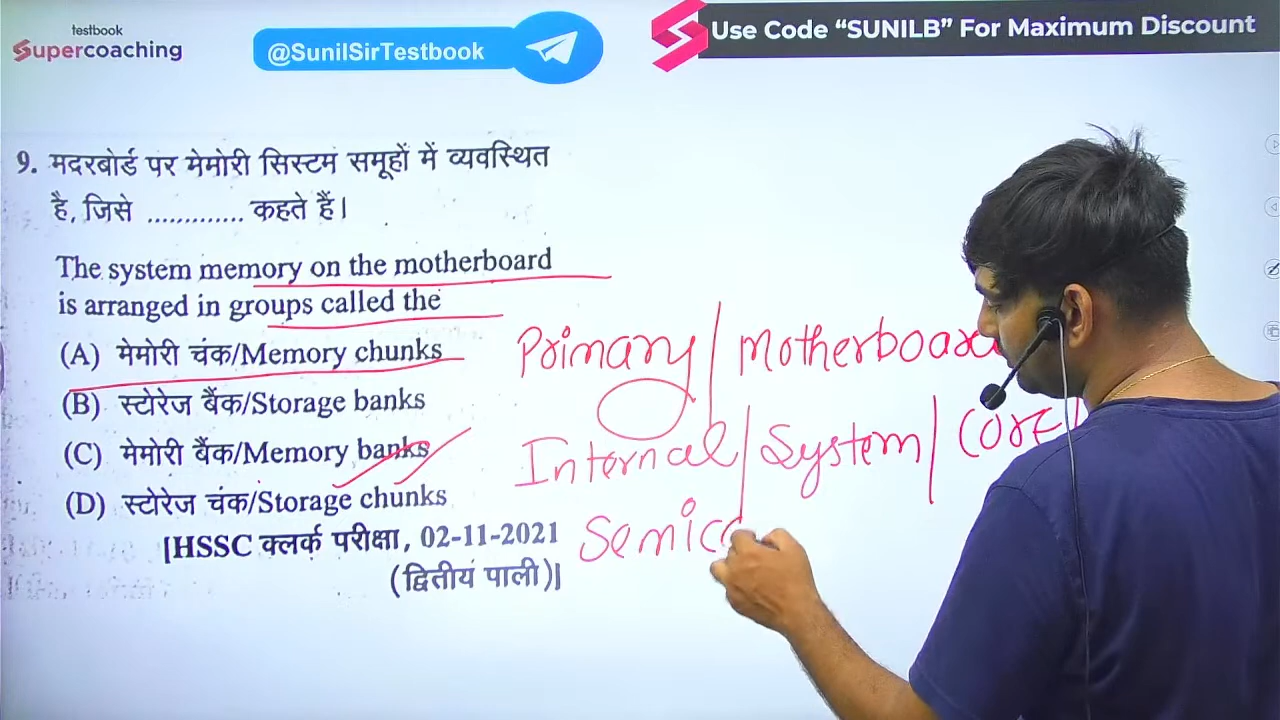 testbook
Supercoaching
@SunilSirTestbook
Use Code “SUNILB” For Maximum Discount
9. मदरबोर्ड पर मेमोरी सिस्टम समूहों में व्यवस्थित
है, जिसे ............. कहते हैं।
The system memory on the motherboard
is arranged in groups called the
(A) मेमोरी चंक/Memory chunks
(B) स्टोरेज बैंक/Storage banks
(C) मेमोरी बैंक/Memory banks
(D) स्टोरेज चंक/Storage chunks
[HSSC क्लर्क परीक्षा, 02-11-2021
(द्वितीय पाली)]
Primary / Motherboard
Internal / System / Core
Semico